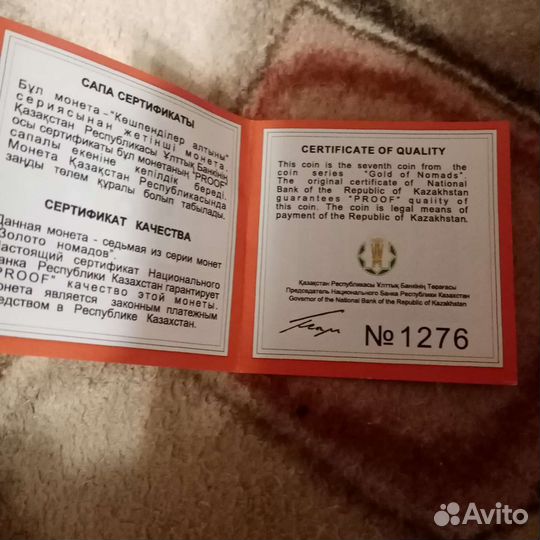 САПА СЕРТИФИКАТЫ
Бұл монета - "Көшпенділер алтыны"
сериясынан жетінші монета.
Қазақстан Республикасы Ұлттық Банкінің
осы сертификаты бұл монетаның "PROOF"
сапалы екеніне кепілдік береді.
Монета Қазақстан Республикасында
заңды төлем құралы болып табылады.
СЕРТИФИКАТ КАЧЕСТВА
Данная монета - седьмая из серии монет
"Золото номадов".
Настоящий сертификат Национального
Банка Республики Казахстан гарантирует
"PROOF" качество этой монеты.
Монета является законным платежным
средством в Республике Казахстан.
CERTIFICATE OF QUALITY
This coin is the seventh coin from the
coin series "Gold of Nomads".
The original certificate of National
Bank of the Republic of Kazakhstan
guarantees "PROOF" quality of
this coin. The coin is legal means of
payment of the Republic of Kazakhstan.
Қазақстан Республикасы Ұлттық Банкінің Төрағасы
Председатель Национального Банка Республики Казахстан
Govsrnor of the National Bank of the Republic of Kazakhstan
№1276
Avito